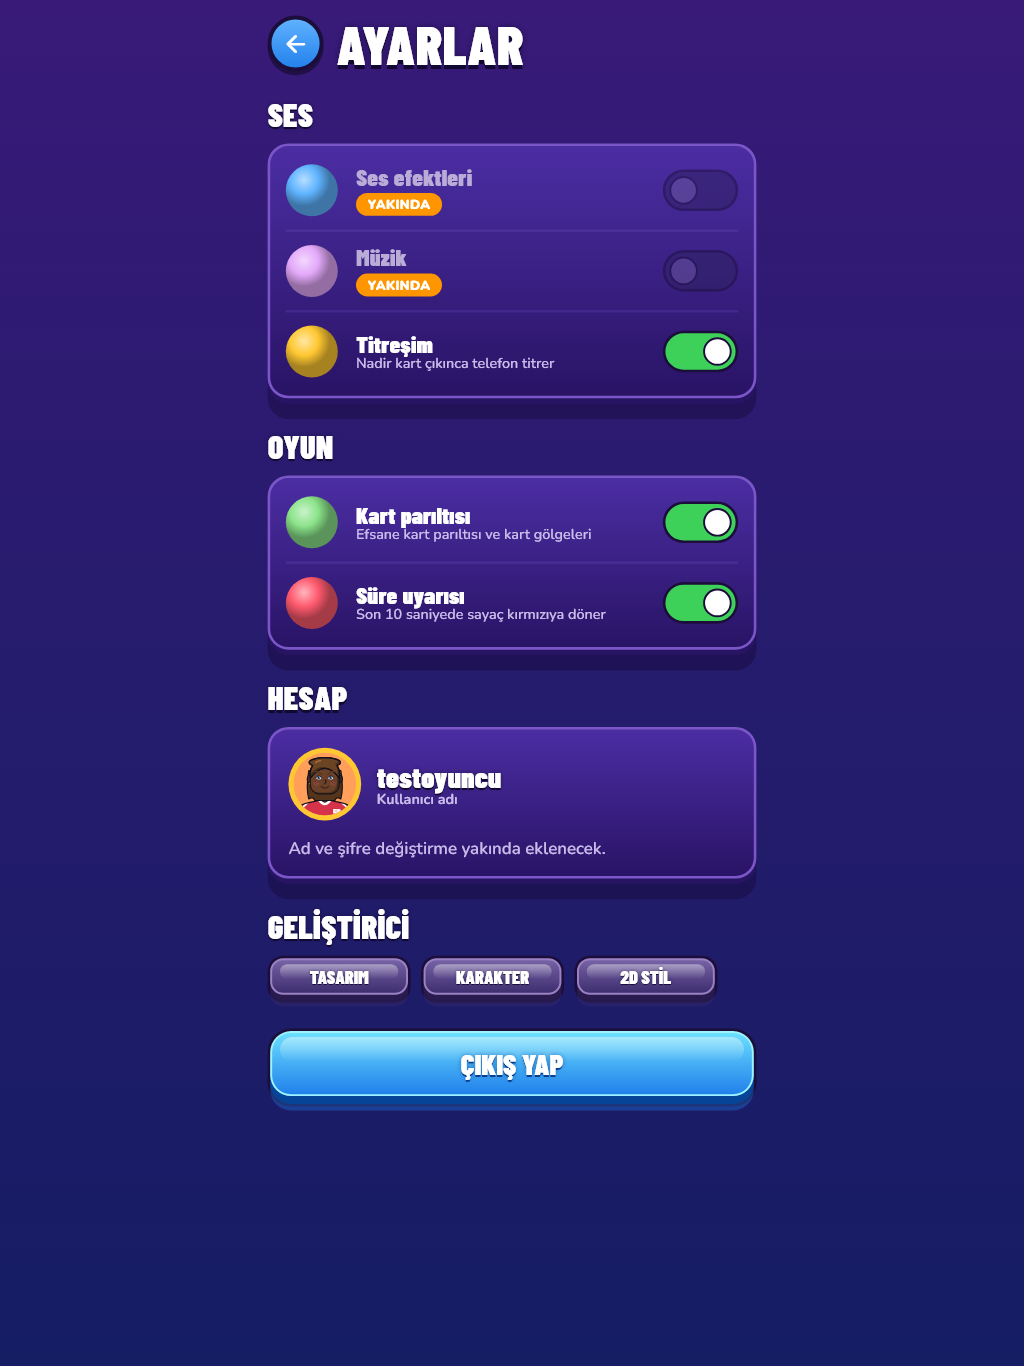 AYARLAR
SES
Ses efektleri
YAKINDA
Müzik
YAKINDA
Titreşim
Nadir kart çıkınca telefon titrer
OYUN
Kart parıltısı
Efsane kart parıltısı ve kart gölgeleri
Süre uyarısı
Son 10 saniyede sayaç kırmızıya döner
HESAP
testoyuncu
Kullanıcı adı
Ad ve şifre değiştirme yakında eklenecek.
GELİŞTİRİCİ
TASARIM
KARAKTER
2D STİL
ÇIKIŞ YAP